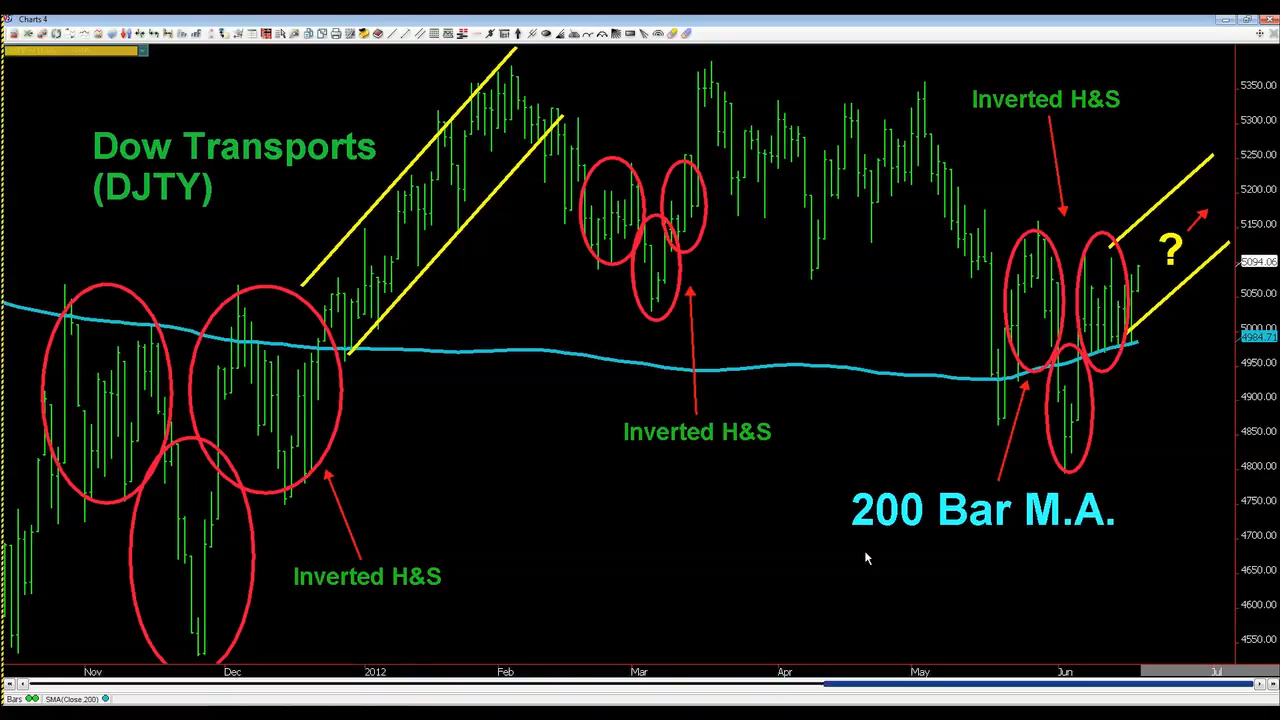 Charts 4
Dow Transports
(DJTY)
Inverted H&S
?
Inverted H&S
200 Bar M.A.
Inverted H&S
5350.00
5300.00
5250.00
5200.00
5150.00
5094.06
5050.00
5000.00
4984.71
4950.00
4900.00
4850.00
4800.00
4750.00
4700.00
4650.00
4600.00
4550.00
Nov
Dec
2012
Feb
Mar
Apr
May
Jun
Jul
Bars
SMA(Close,200)